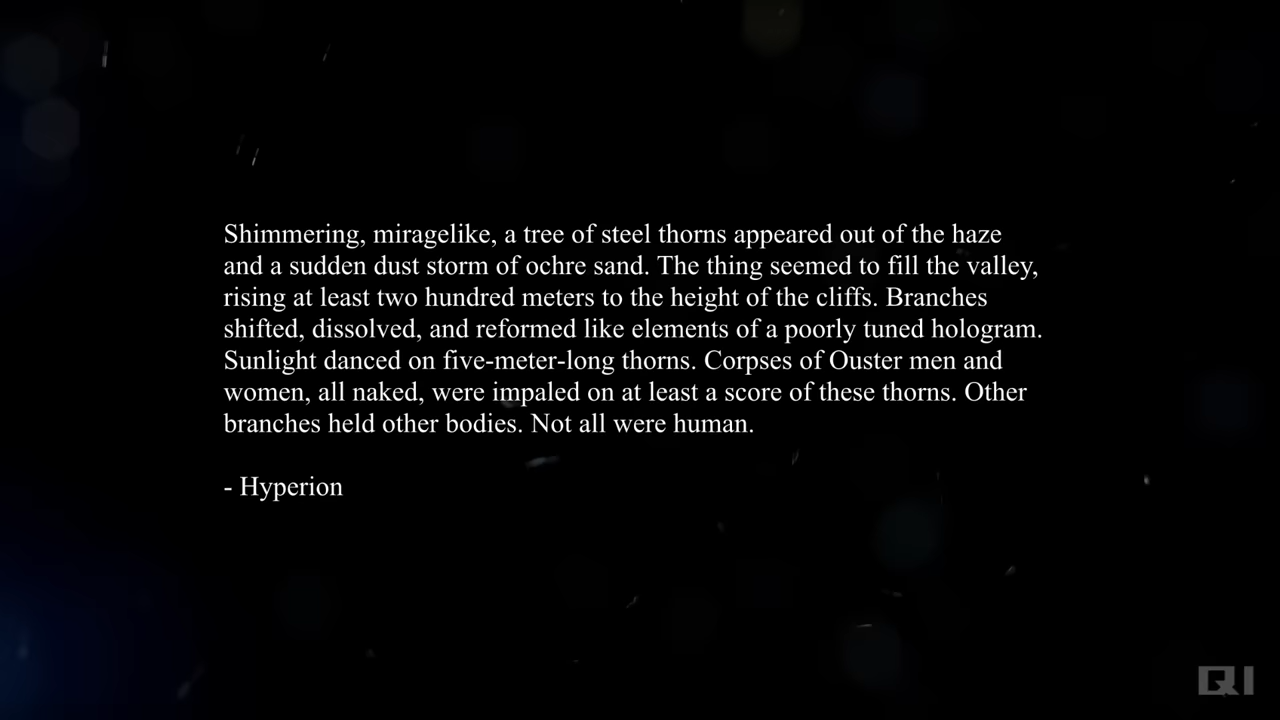 Shimmering, miragelike, a tree of steel thorns appeared out of the haze
and a sudden dust storm of ochre sand. The thing seemed to fill the valley,
rising at least two hundred meters to the height of the cliffs. Branches
shifted, dissolved, and reformed like elements of a poorly tuned hologram.
Sunlight danced on five-meter-long thorns. Corpses of Ouster men and
women, all naked, were impaled on at least a score of these thorns. Other
branches held other bodies. Not all were human.
- Hyperion
QI